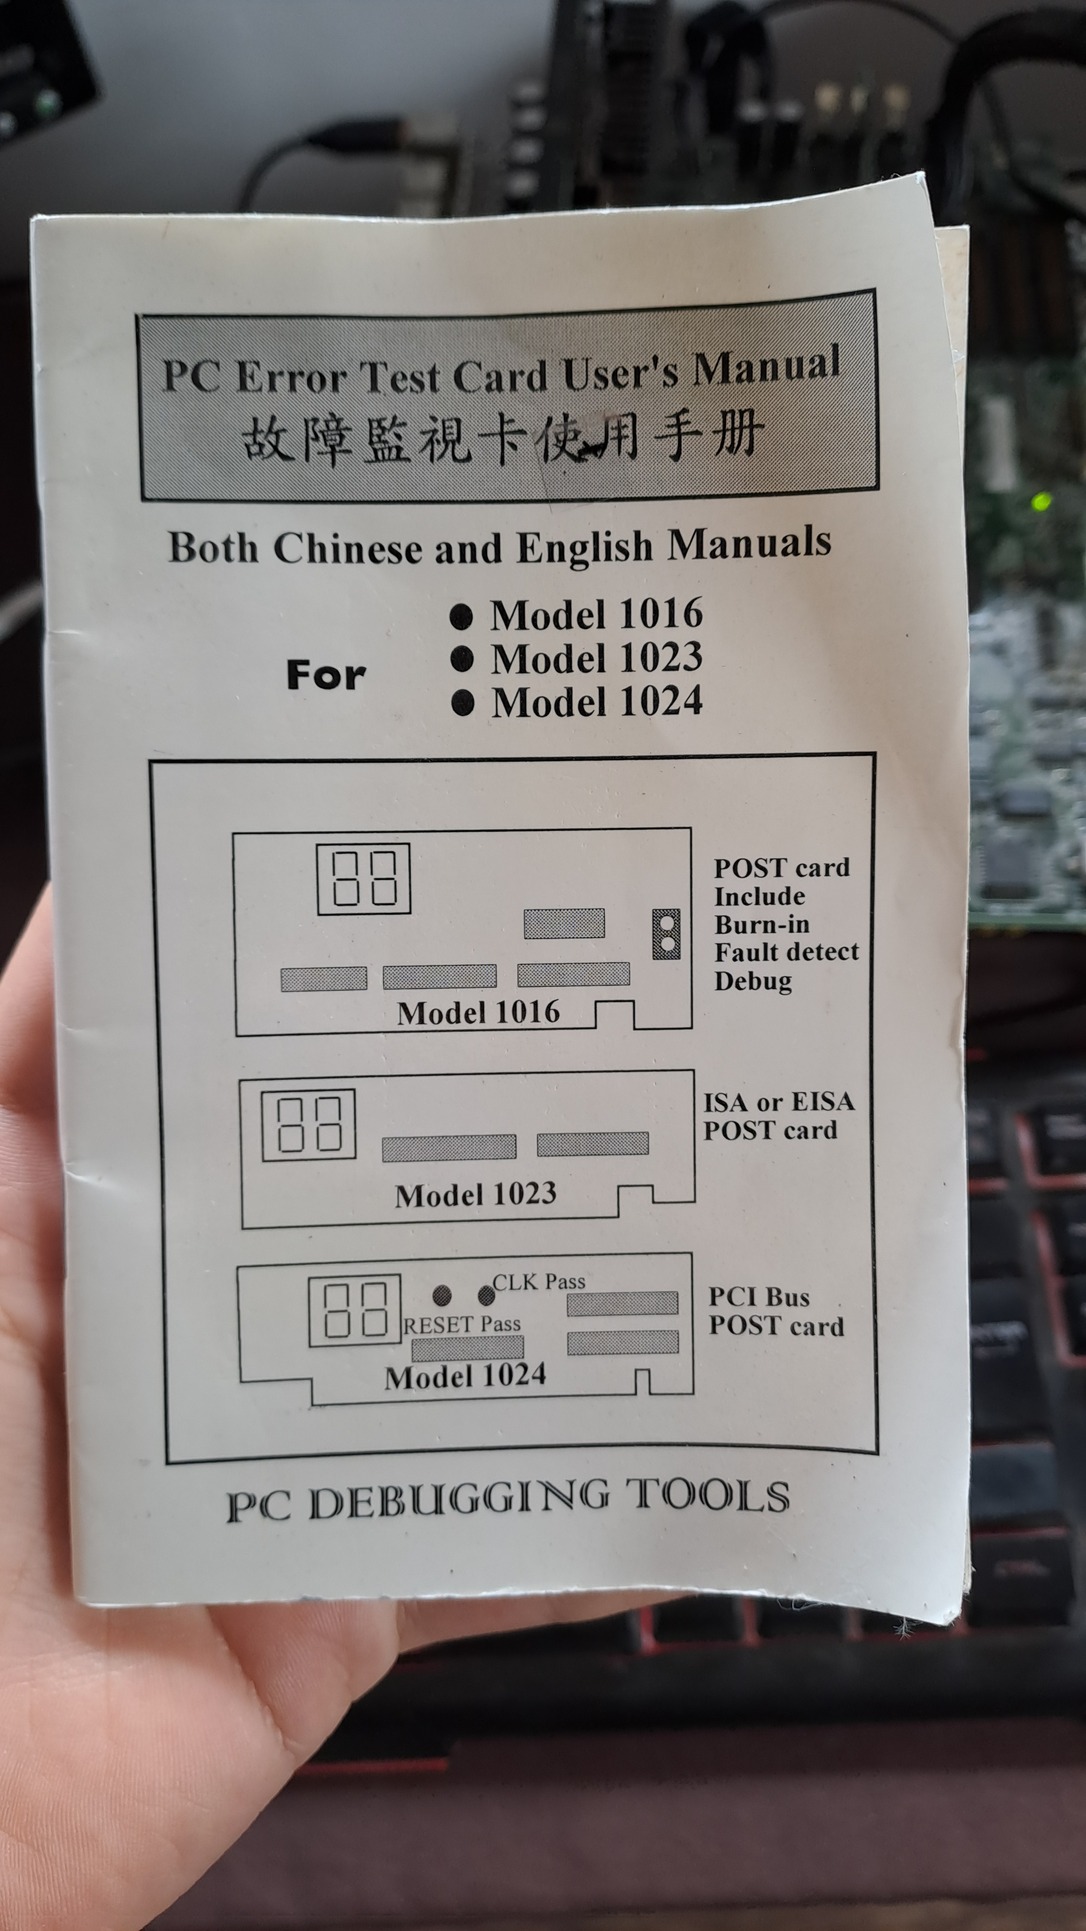 PC Error Test Card User's Manual
故障監視卡使用手册
Both Chinese and English Manuals
For
● Model 1016
● Model 1023
● Model 1024
POST card
Include
Burn-in
Fault detect
Debug
Model 1016
ISA or EISA
POST card
Model 1023
CLK Pass
RESET Pass
PCI Bus
POST card
Model 1024
PC DEBUGGING TOOLS